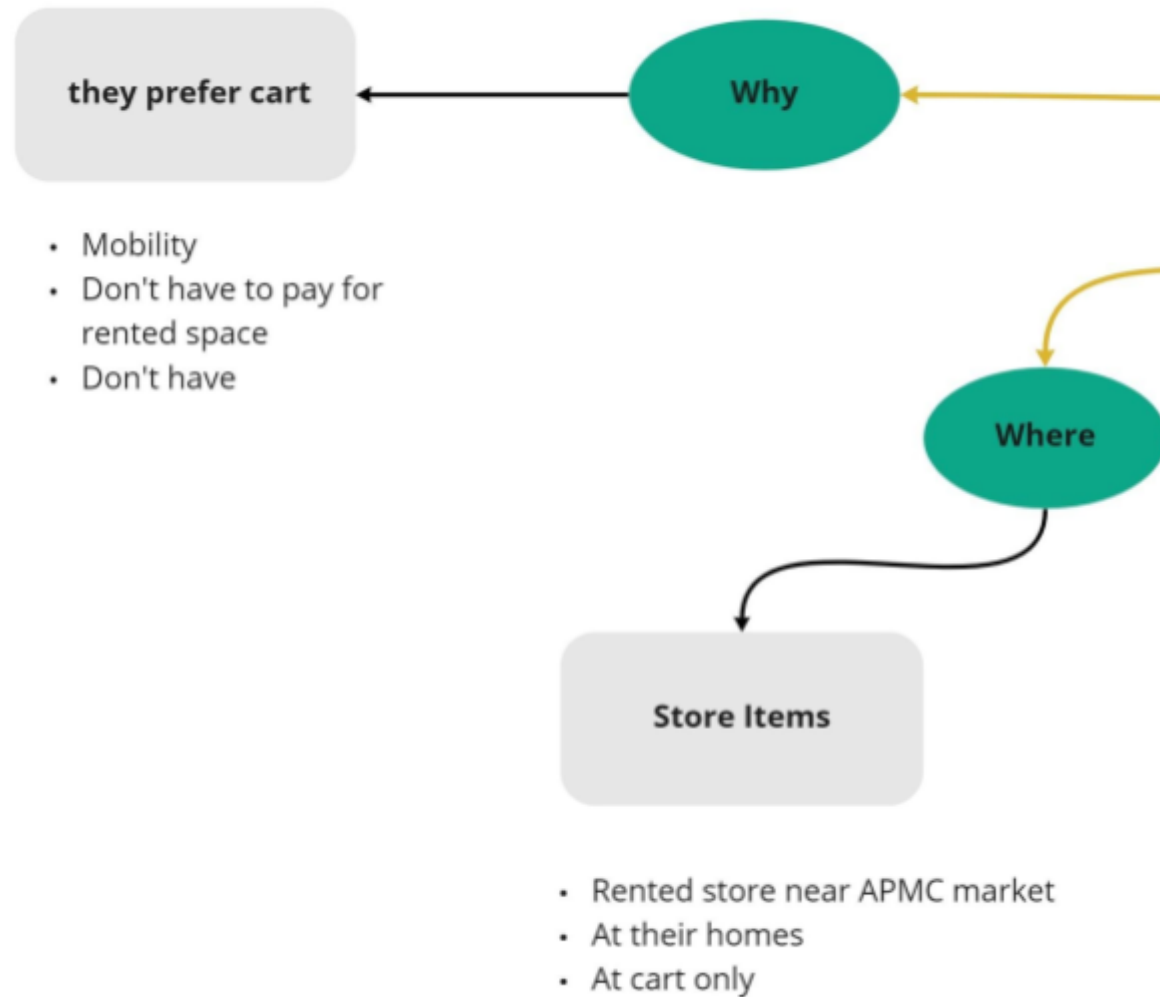 they prefer cart
Why
• Mobility
• Don't have to pay for
rented space
• Don't have
Where
Store Items
• Rented store near APMC market
• At their homes
• At cart only